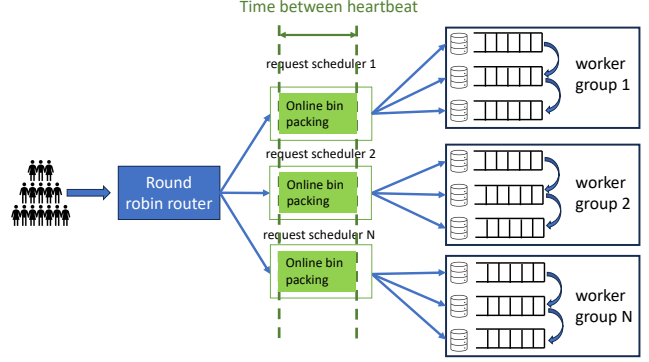 Time between heartbeat
request scheduler 1
Online bin
packing
worker
group 1
Round
robin router
request scheduler 2
Online bin
packing
worker
group 2
request scheduler N
Online bin
packing
worker
group N